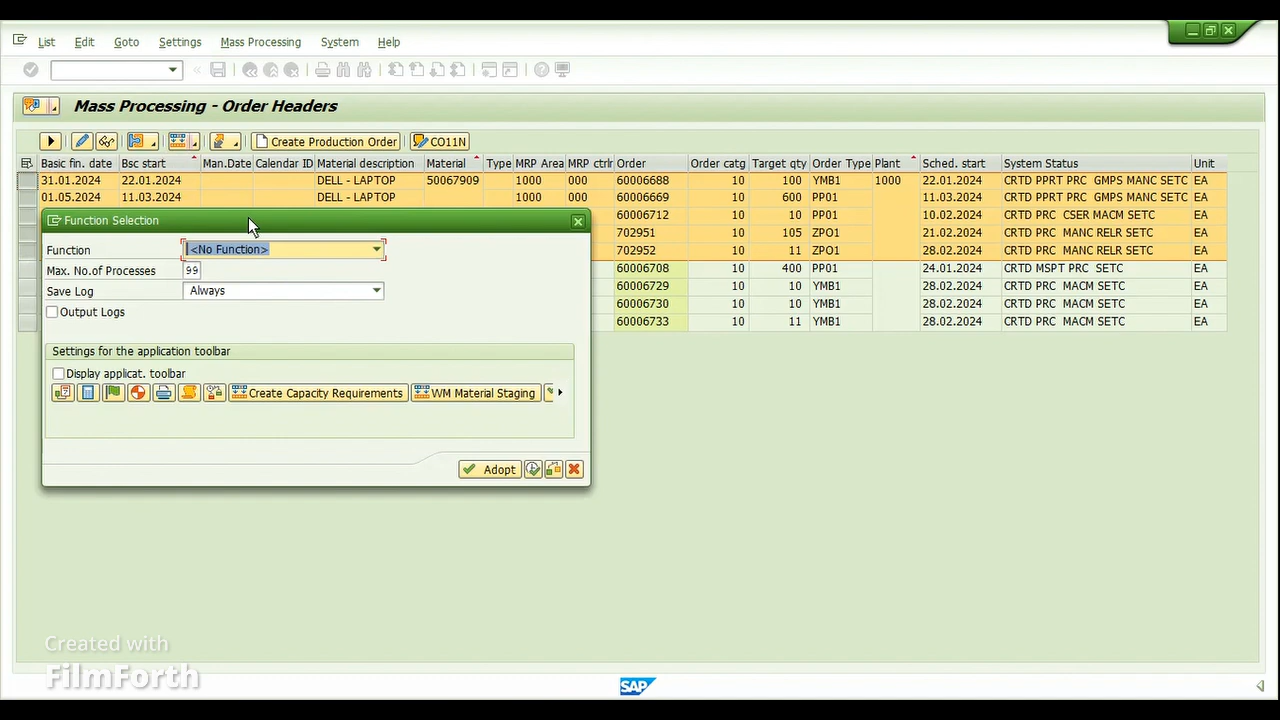 List Edit Goto Settings Mass Processing System Help
Mass Processing - Order Headers
Create Production Order CO11N
Basic fin. date Bsc start Man.Date Calendar ID Material description Material Type MRP Area MRP ctrlr Order Order catg Target qty Order Type Plant Sched. start System Status Unit
31.01.2024 22.01.2024 DELL - LAPTOP 50067909 1000 000 60006688 10 100 YMB1 1000 22.01.2024 CRTD PPRT PRC GMPS MANC SETC EA
01.05.2024 11.03.2024 DELL - LAPTOP 1000 000 60006669 10 600 PP01 11.03.2024 CRTD PPRT PRC GMPS MANC SETC EA
60006712 10 10 PP01 10.02.2024 CRTD PRC CSER MACM SETC EA
702951 10 105 ZPO1 21.02.2024 CRTD PRC MANC RELR SETC EA
702952 10 11 ZPO1 28.02.2024 CRTD PRC MANC RELR SETC EA
60006708 10 400 PP01 24.01.2024 CRTD MSPT PRC SETC EA
60006729 10 10 YMB1 28.02.2024 CRTD PRC MACM SETC EA
60006730 10 10 YMB1 28.02.2024 CRTD PRC MACM SETC EA
60006733 10 11 YMB1 28.02.2024 CRTD PRC MACM SETC EA
Function Selection
Function <No Function>
Max. No.of Processes 99
Save Log Always
Output Logs
Settings for the application toolbar
Display applicat. toolbar
Create Capacity Requirements WM Material Staging
Adopt
Created with
FilmForth
SAP